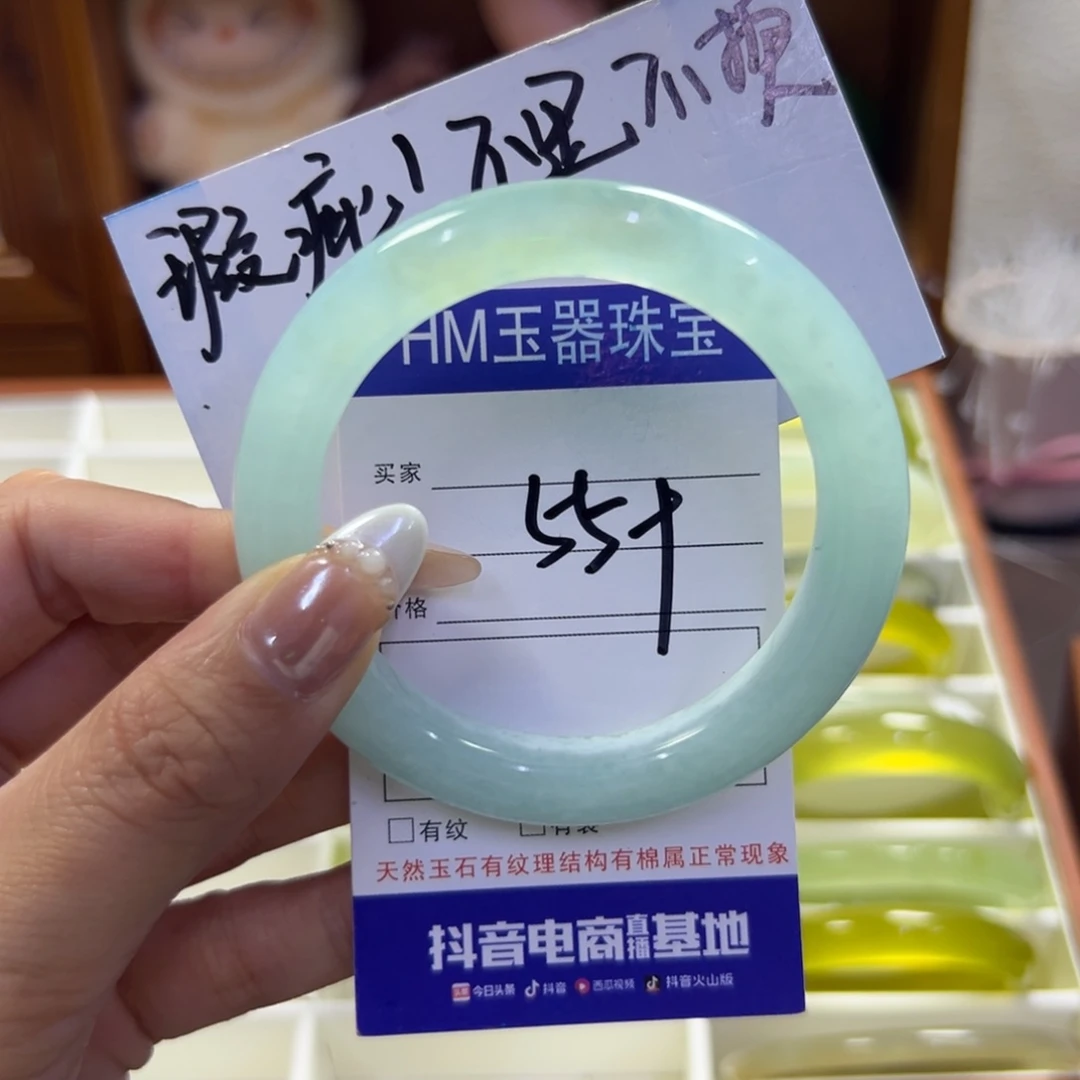 瑕疵!不退.不换
HM玉器珠宝
买家
55+
价格
□有纹 □有裂
天然玉石有纹理结构有棉属正常现象
抖音电商直播基地
今日头条 抖音 西瓜视频 抖音火山版